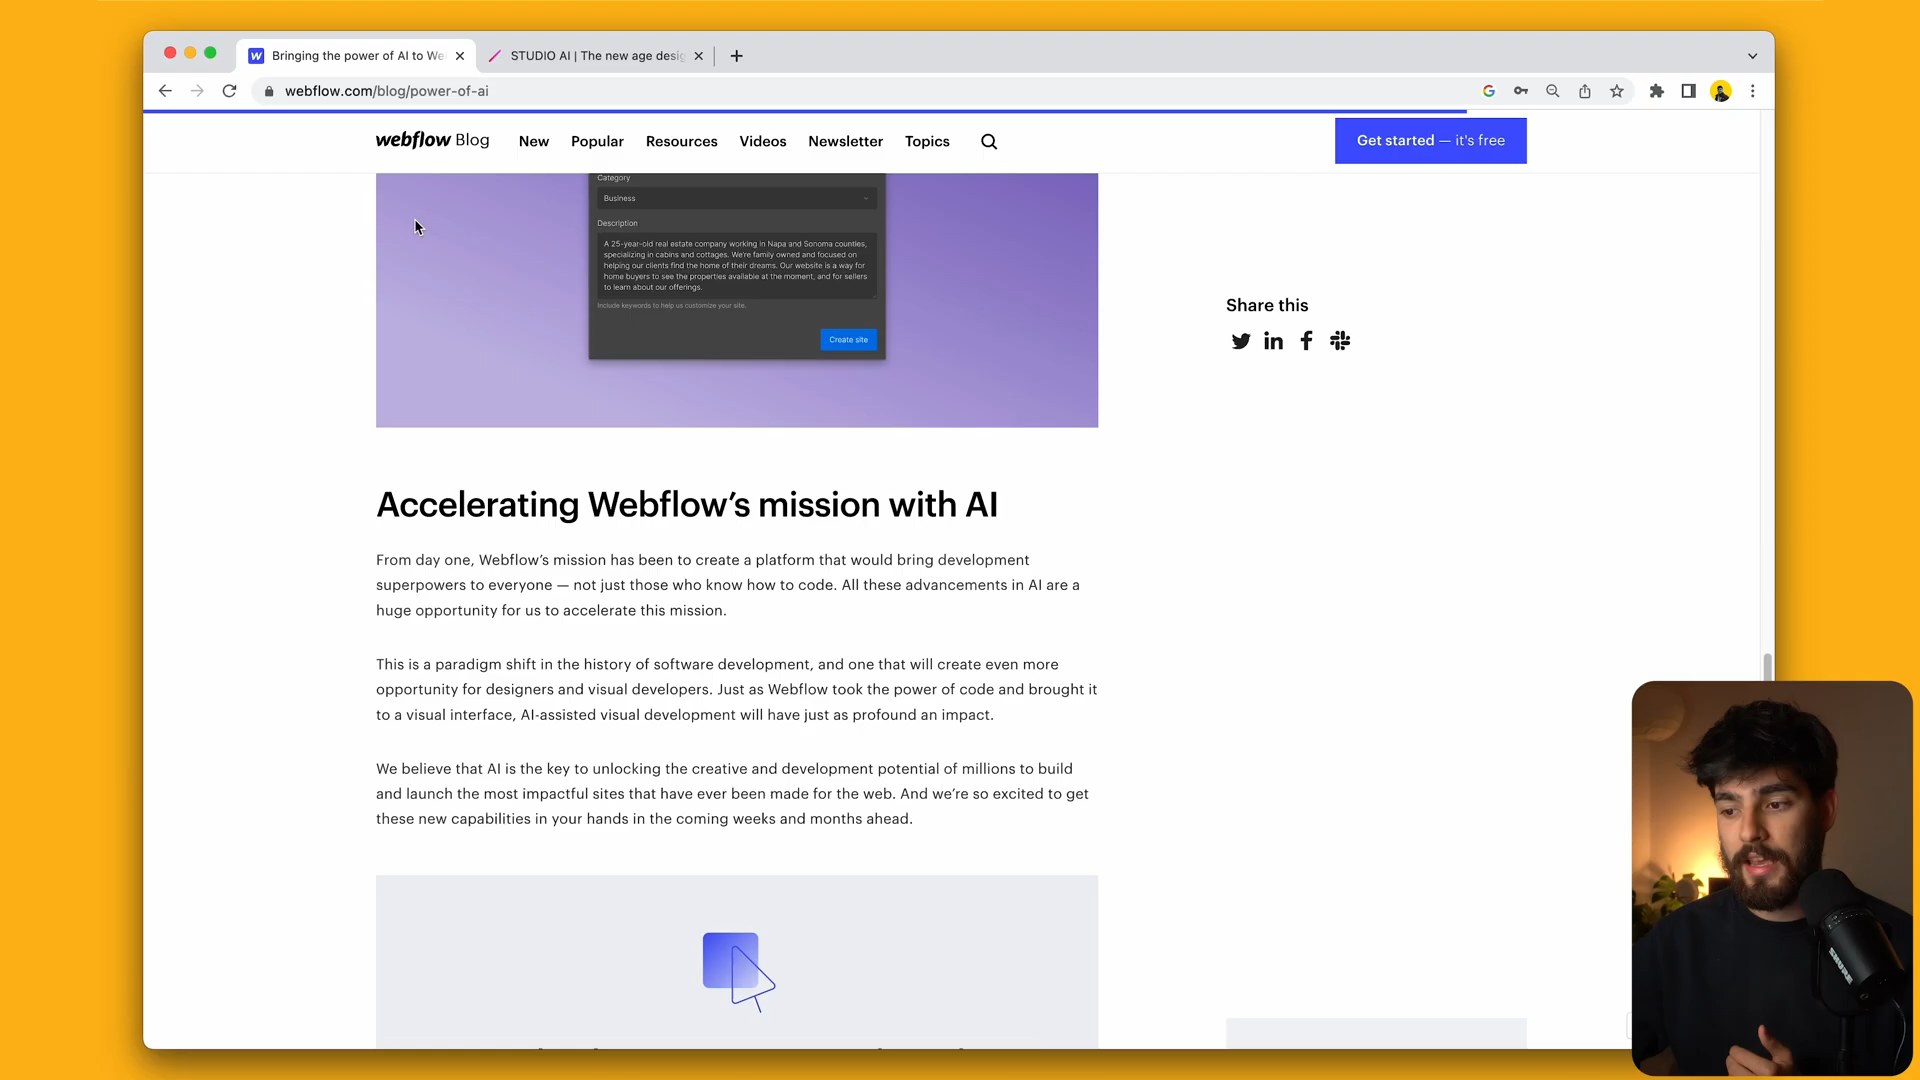 Bringing the power of AI to We
STUDIO AI | The new age desig
webflow.com/blog/power-of-ai
webflow Blog
New
Popular
Resources
Videos
Newsletter
Topics
Get started — it's free
Category
Business
Description
A 25-year-old real estate company working in Napa and Sonoma counties,
specializing in cabins and cottages. We're family owned and focused on
helping our clients find the home of their dreams. Our website is a way for
home buyers to see the properties available at the moment, and for sellers
to learn about our offerings.
Include keywords to help us customize your site.
Create site
Share this
Accelerating Webflow's mission with AI
From day one, Webflow's mission has been to create a platform that would bring development
superpowers to everyone — not just those who know how to code. All these advancements in AI are a
huge opportunity for us to accelerate this mission.
This is a paradigm shift in the history of software development, and one that will create even more
opportunity for designers and visual developers. Just as Webflow took the power of code and brought it
to a visual interface, AI-assisted visual development will have just as profound an impact.
We believe that AI is the key to unlocking the creative and development potential of millions to build
and launch the most impactful sites that have ever been made for the web. And we're so excited to get
these new capabilities in your hands in the coming weeks and months ahead.
SHURE